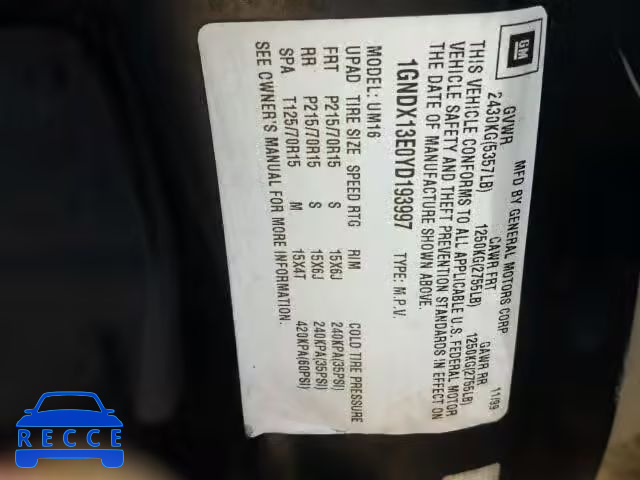 GM
MFD BY GENERAL MOTORS CORP 11/99
GVWR GAWR FRT GAWR RR
2430KG(5357LB) 1250KG(2755LB) 1250KG(2755LB)
THIS VEHICLE CONFORMS TO ALL APPLICABLE U.S. FEDERAL MOTOR
VEHICLE SAFETY AND THEFT PREVENTION STANDARDS IN EFFECT ON
THE DATE OF MANUFACTURE SHOWN ABOVE.
1GNDX13E0YD193997 TYPE: M.P.V.
MODEL: UM16
UPAD TIRE SIZE SPEED RTG RIM COLD TIRE PRESSURE
FRT P215/70R15 S 15X6J 240KPA(35PSI)
RR P215/70R15 S 15X6J 240KPA(35PSI)
SPA T125/70R15 M 15X4T 420KPA(60PSI)
SEE OWNER'S MANUAL FOR MORE INFORMATION.
RECCE